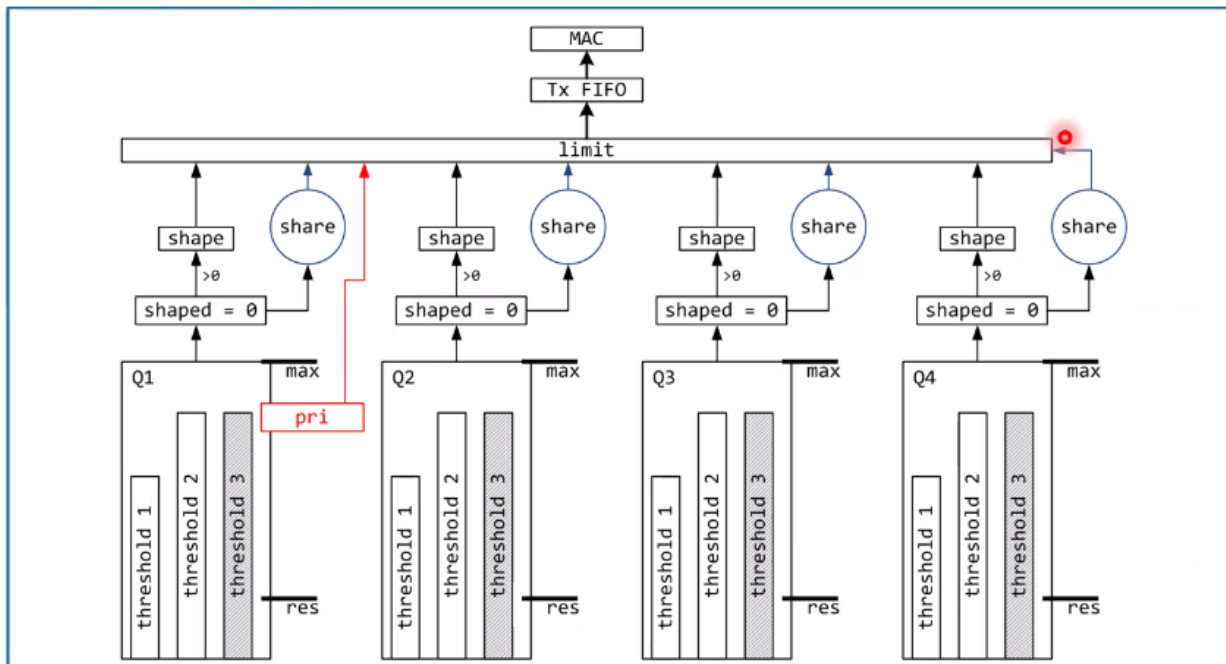 MAC
Tx FIFO
limit
share share share share
shape shape shape shape
>0 >0 >0 >0
shaped = 0 shaped = 0 shaped = 0 shaped = 0
Q1 max Q2 max Q3 max Q4 max
pri
threshold 1 threshold 2 threshold 3 threshold 1 threshold 2 threshold 3 threshold 1 threshold 2 threshold 3 threshold 1 threshold 2 threshold 3
res res res res